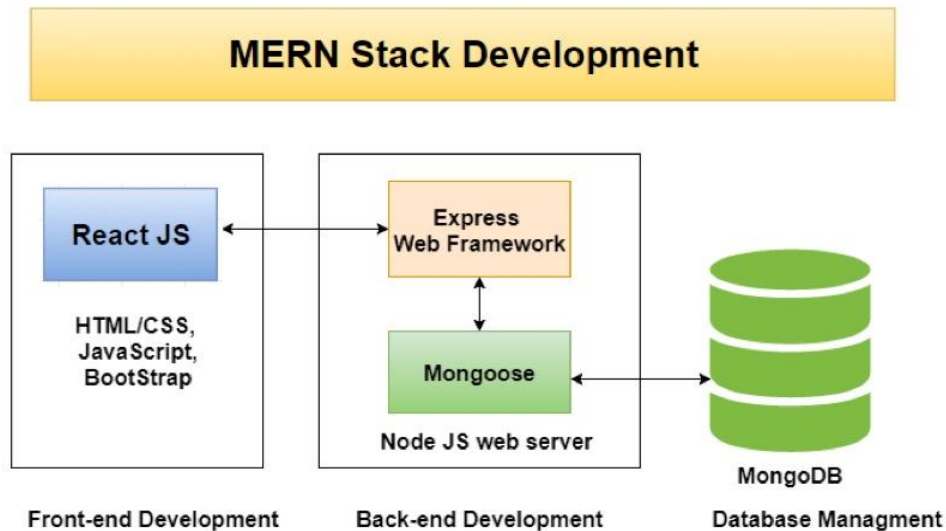 MERN Stack Development
React JS
HTML/CSS,
JavaScript,
BootStrap
Front-end Development
Express
Web Framework
Mongoose
Node JS web server
Back-end Development
MongoDB
Database Managment